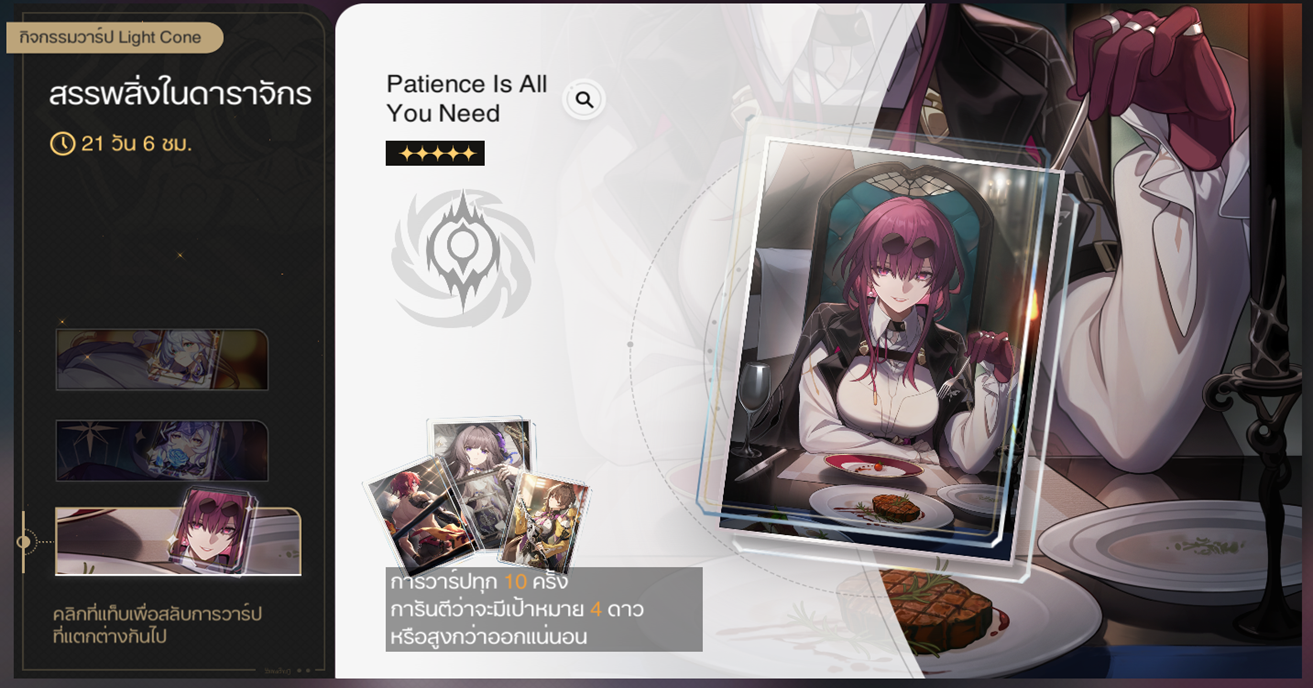 กิจกรรมวาร์ป Light Cone
สรรพสิ่งในดาราจักร
21 วัน 6 ชม.
คลิกที่แท็บเพื่อสลับการวาร์ป
ที่แตกต่างกันไป
Patience Is All
You Need
การวาร์ปทุก 10 ครั้ง
การันตีว่าจะมีเป้าหมาย 4 ดาว
หรือสูงกว่าออกแน่นอน